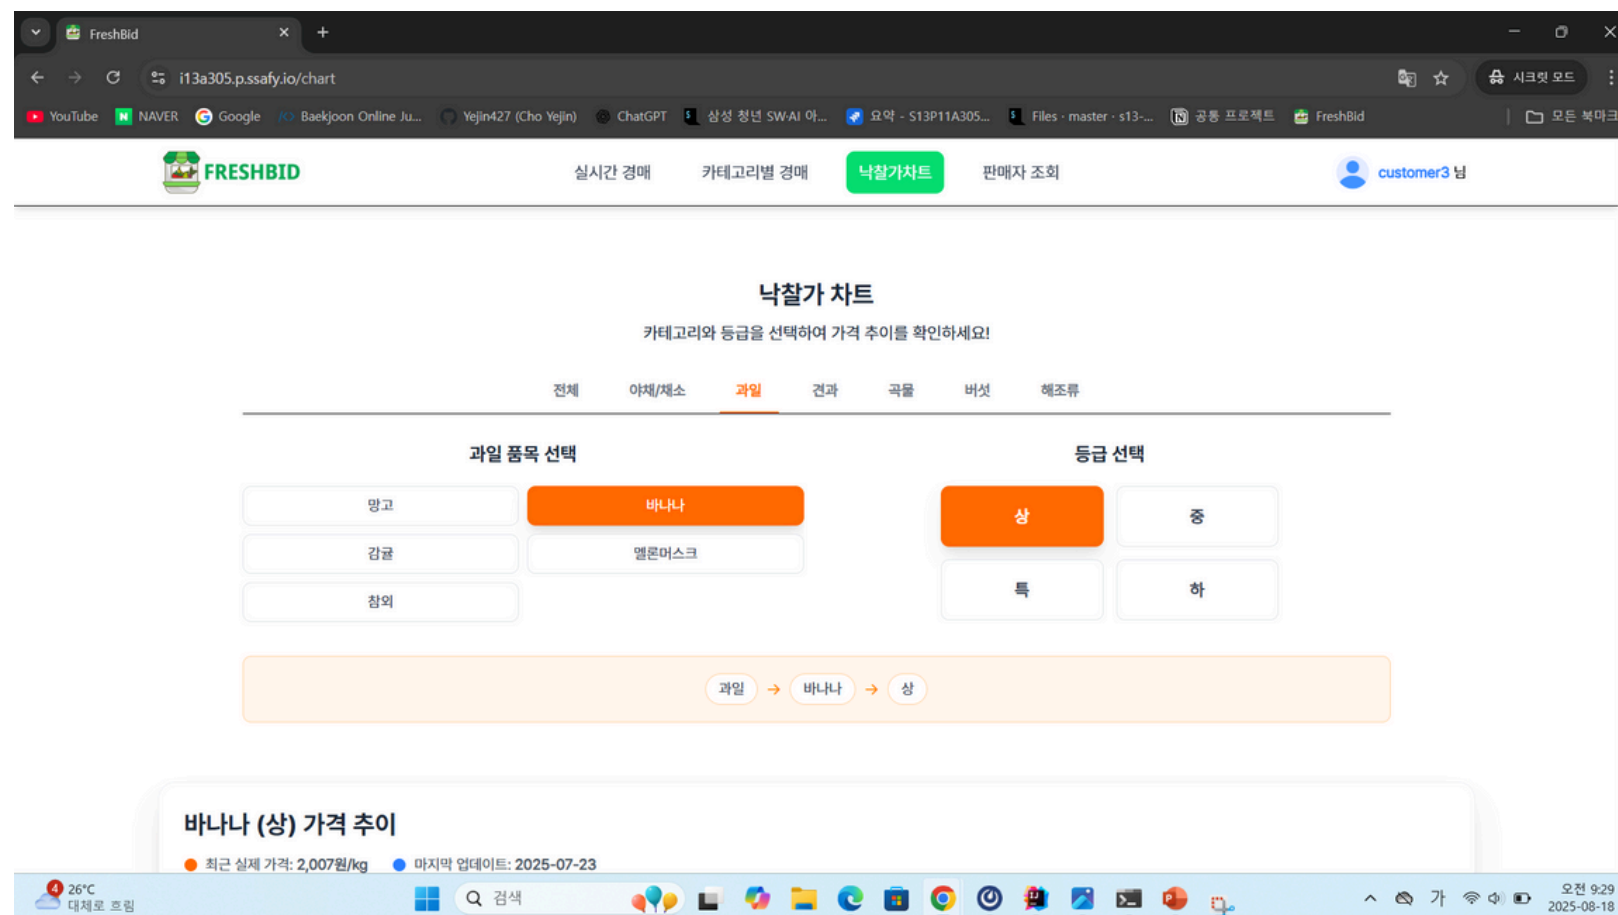 FreshBid
i13a305.p.ssafy.io/chart
시크릿 모드
YouTube NAVER Google Baekjoon Online Ju... Yejin427 (Cho Yejin) ChatGPT 삼성 청년 SW·AI 아... 요약 - S13P11A305... Files · master · s13-... 공통 프로젝트 FreshBid 모든 북마크
FRESHBID 실시간 경매 카테고리별 경매 낙찰가차트 판매자 조회 customer3 님
낙찰가 차트
카테고리와 등급을 선택하여 가격 추이를 확인하세요!
전체 야채/채소 과일 견과 곡물 버섯 해조류
과일 품목 선택 등급 선택
망고 바나나 상 중
감귤 멜론머스크
참외 특 하
과일 → 바나나 → 상
바나나 (상) 가격 추이
최근 실제 가격: 2,007원/kg 마지막 업데이트: 2025-07-23
4 26°C 검색 가 오전 9:29
대체로 흐림 2025-08-18